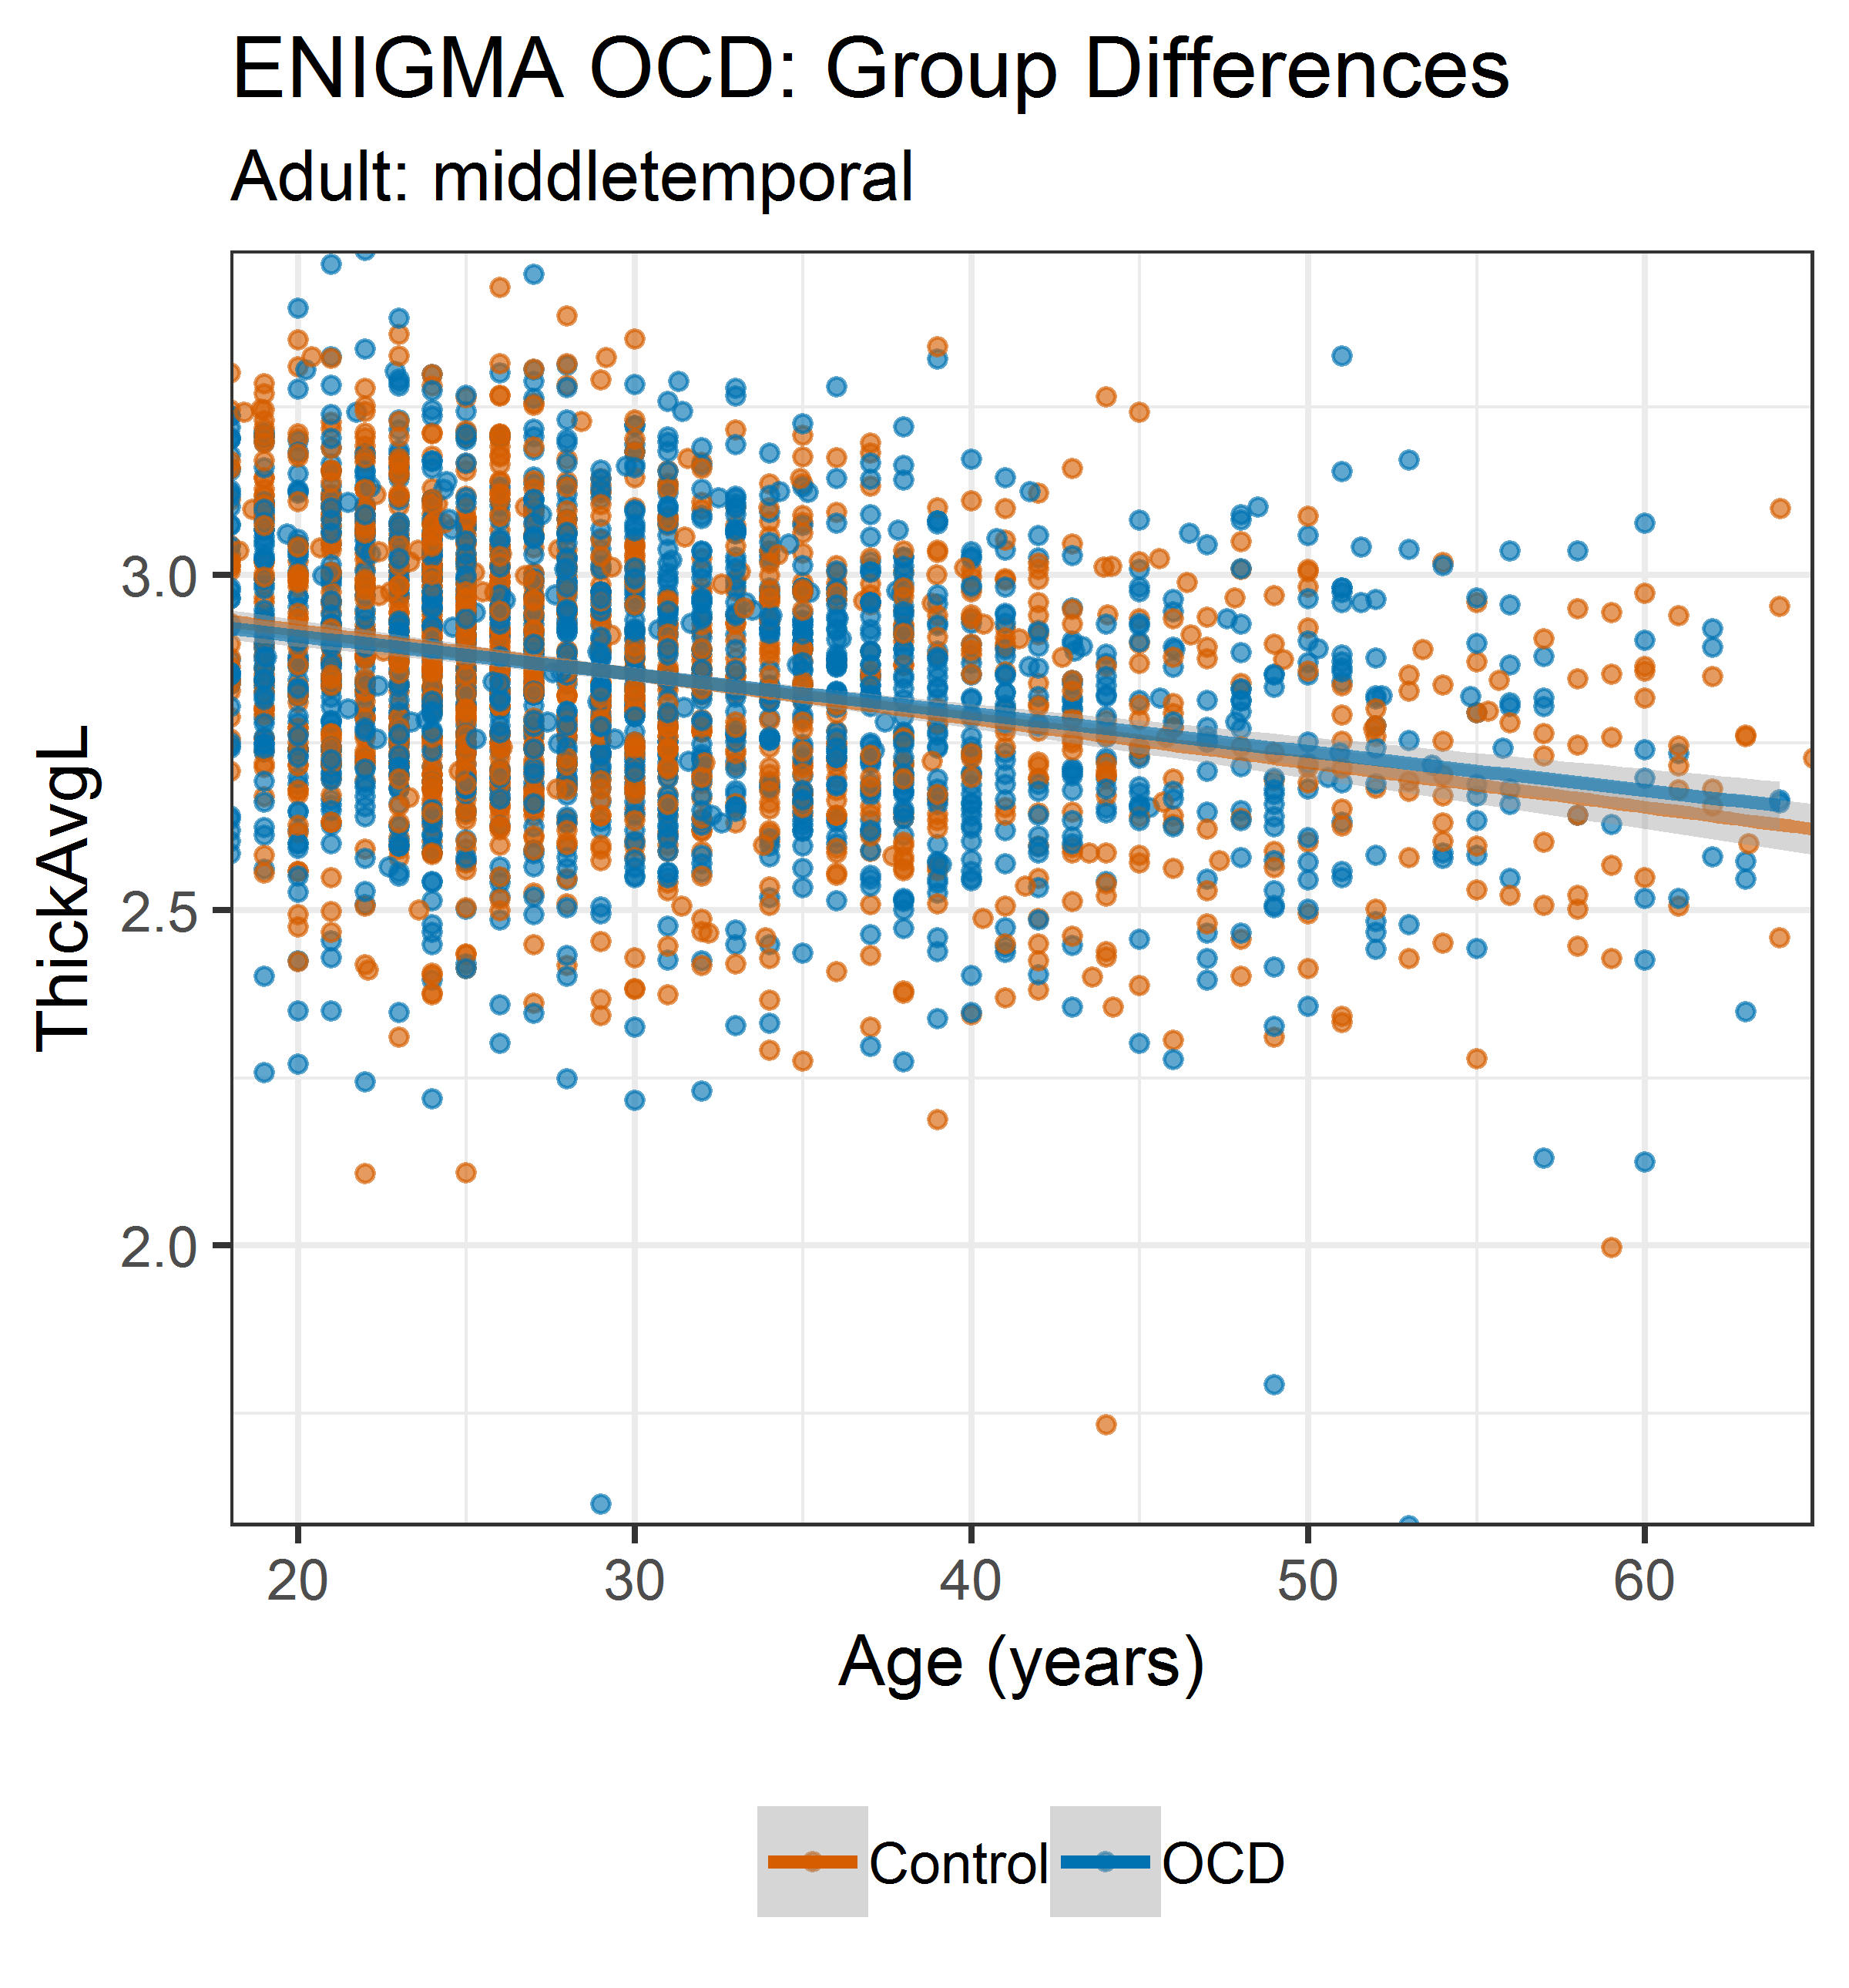 ENIGMA OCD: Group Differences
Adult: middletemporal
ThickAvgL
3.0
2.5
2.0
20 30 40 50 60
Age (years)
Control OCD